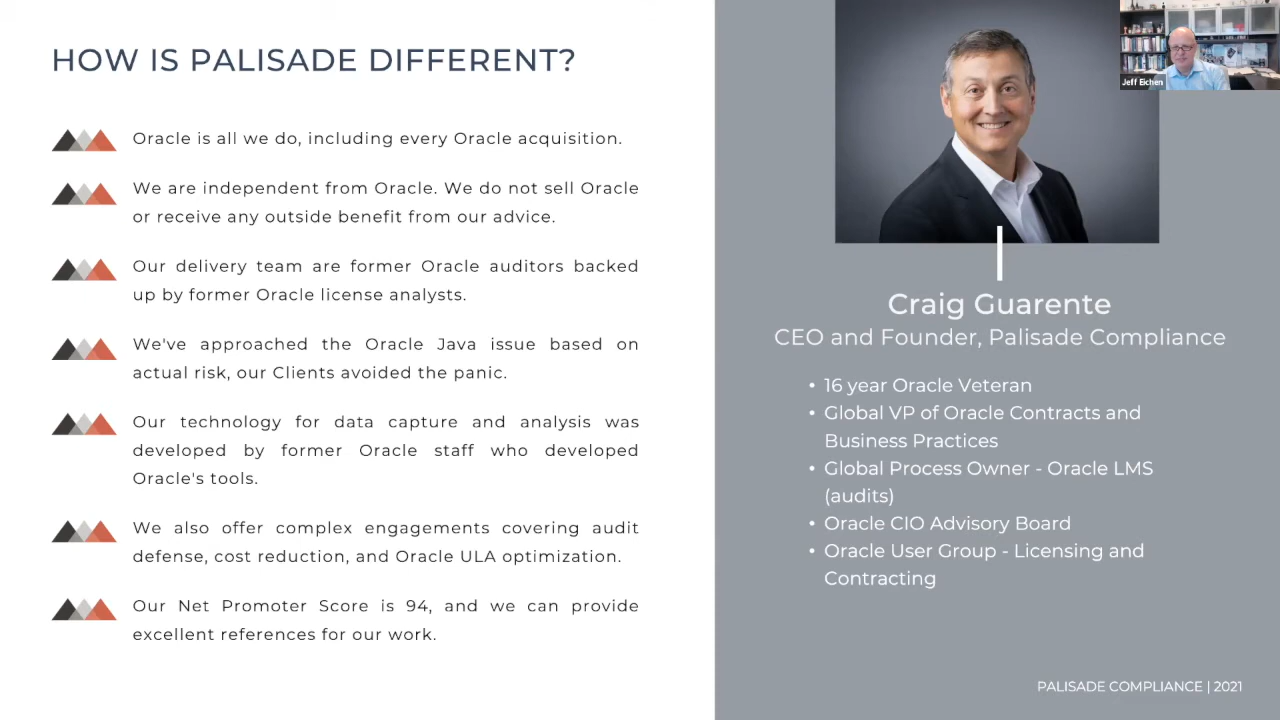 HOW IS PALISADE DIFFERENT?
Oracle is all we do, including every Oracle acquisition.
We are independent from Oracle. We do not sell Oracle
or receive any outside benefit from our advice.
Our delivery team are former Oracle auditors backed
up by former Oracle license analysts.
We've approached the Oracle Java issue based on
actual risk, our Clients avoided the panic.
Our technology for data capture and analysis was
developed by former Oracle staff who developed
Oracle's tools.
We also offer complex engagements covering audit
defense, cost reduction, and Oracle ULA optimization.
Our Net Promoter Score is 94, and we can provide
excellent references for our work.
Jeff Eichen
Craig Guarente
CEO and Founder, Palisade Compliance
• 16 year Oracle Veteran
• Global VP of Oracle Contracts and
Business Practices
• Global Process Owner - Oracle LMS
(audits)
• Oracle CIO Advisory Board
• Oracle User Group - Licensing and
Contracting
PALISADE COMPLIANCE | 2021